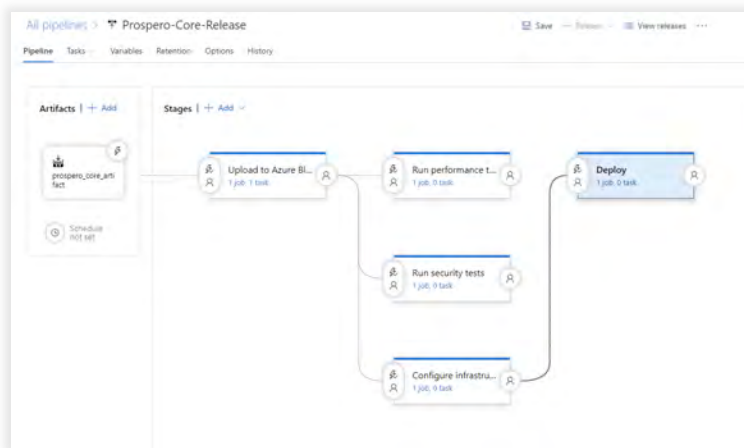 All pipelines > Prospero-Core-Release
Save Release View releases ...
Pipeline Tasks Variables Retention Options History
Artifacts | + Add
Stages | + Add
prospero_core_arti
fact
Schedule
not set
Upload to Azure Bl...
1 job, 1 task
Run performance t...
1 job, 0 task
Deploy
1 job, 0 task
Run security tests
1 job, 0 task
Configure infrastru...
1 job, 0 task